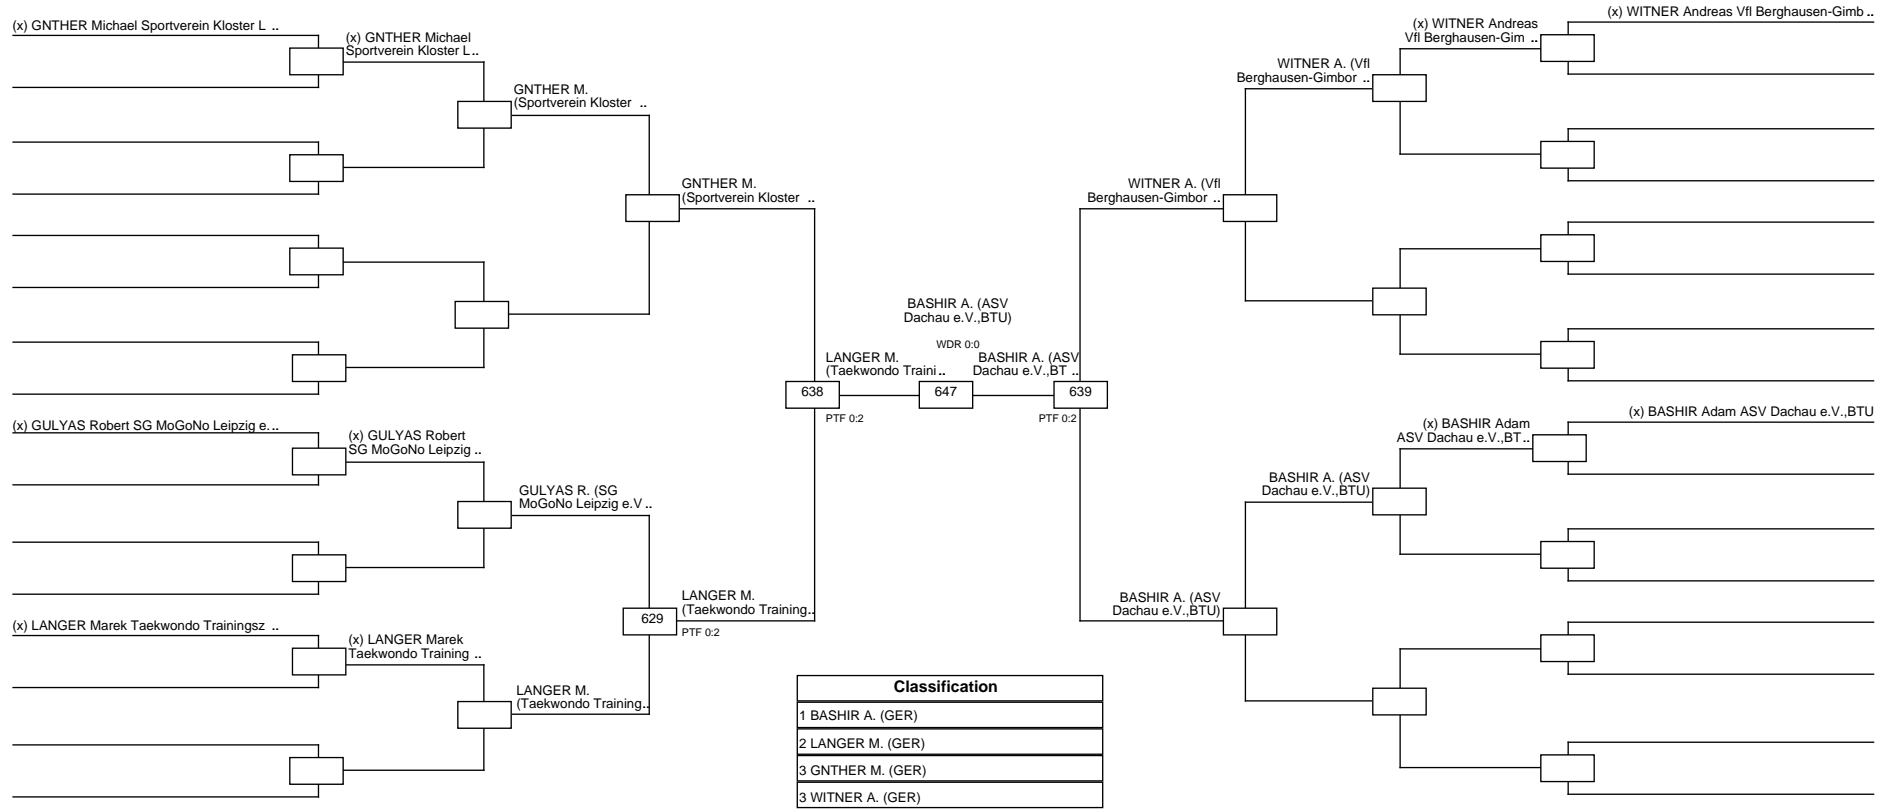 (x) GNTHER Michael Sportverein Kloster L ..
(x) GNTHER Michael
Sportverein Kloster L ..
GNTHER M.
(Sportverein Kloster ..
GNTHER M.
(Sportverein Kloster ..
(x) GULYAS Robert SG MoGoNo Leipzig e. ..
(x) GULYAS Robert
SG MoGoNo Leipzig ..
GULYAS R. (SG
MoGoNo Leipzig e.V ..
(x) LANGER Marek Taekwondo Trainingsz ..
(x) LANGER Marek
Taekwondo Training ..
LANGER M.
(Taekwondo Training..
629
LANGER M.
(Taekwondo Training..
PTF 0:2
638
PTF 0:2
LANGER M.
(Taekwondo Traini ..
BASHIR A. (ASV
Dachau e.V.,BTU)
WDR 0:0
647
BASHIR A. (ASV
Dachau e.V.,BT ..
639
PTF 0:2
WITNER A. (Vfl
Berghausen-Gimbor ..
WITNER A. (Vfl
Berghausen-Gimbor ..
(x) WITNER Andreas
Vfl Berghausen-Gim ..
(x) WITNER Andreas Vfl Berghausen-Gimb ..
BASHIR A. (ASV
Dachau e.V.,BTU)
BASHIR A. (ASV
Dachau e.V.,BTU)
(x) BASHIR Adam
ASV Dachau e.V.,BT ..
(x) BASHIR Adam ASV Dachau e.V.,BTU
Classification
1 BASHIR A. (GER)
2 LANGER M. (GER)
3 GNTHER M. (GER)
3 WITNER A. (GER)